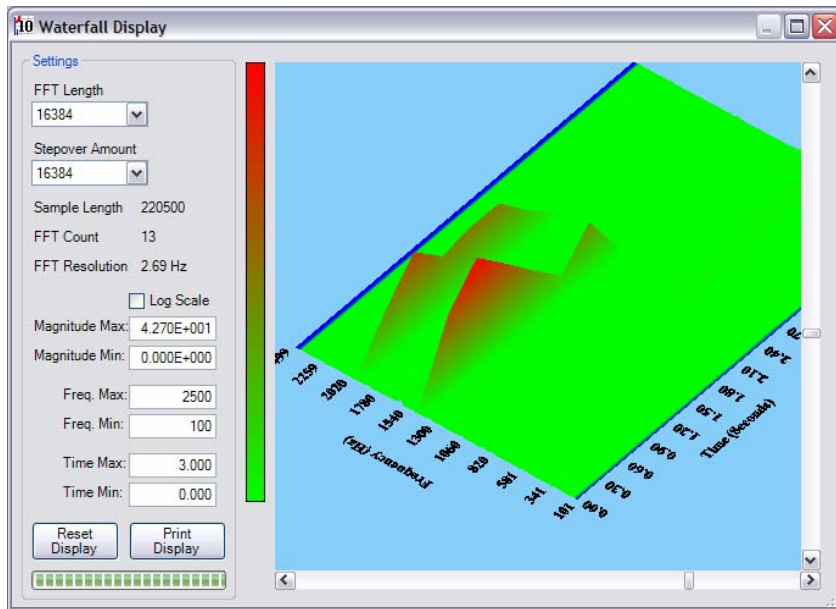 Waterfall Display
Settings
FFT Length
16384
Stepover Amount
16384
Sample Length 220500
FFT Count 13
FFT Resolution 2.69 Hz
Log Scale
Magnitude Max: 4.270E+001
Magnitude Min: 0.000E+000
Freq. Max: 2500
Freq. Min: 100
Time Max: 3.000
Time Min: 0.000
Reset Display
Print Display
2259
2020
1780
1540
1300
1060
820
581
341
101
Frequency (Hz)
0.00
0.30
0.60
0.90
1.20
1.50
1.80
2.10
2.40
Time (Seconds)